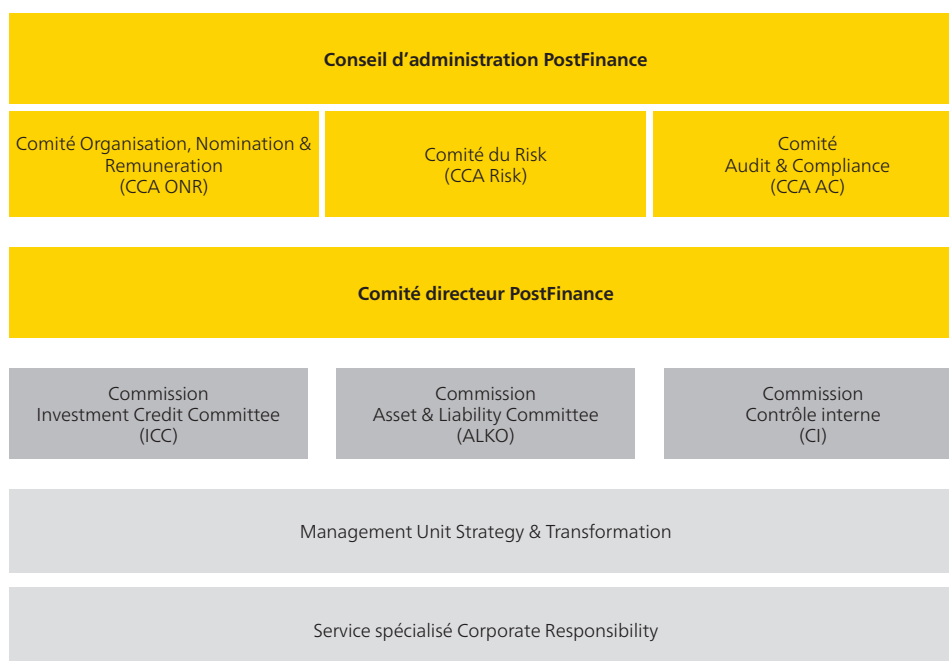 Conseil d’administration PostFinance
Comité Organisation, Nomination &
Remuneration
(CCA ONR)
Comité du Risk
(CCA Risk)
Comité
Audit & Compliance
(CCA AC)
Comité directeur PostFinance
Commission
Investment Credit Committee
(ICC)
Commission
Asset & Liability Committee
(ALKO)
Commission
Contrôle interne
(CI)
Management Unit Strategy & Transformation
Service spécialisé Corporate Responsibility